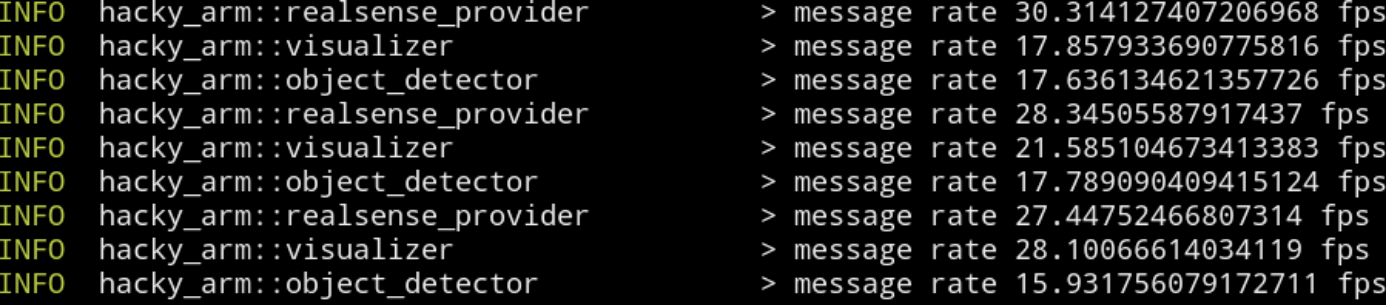 INFO hacky_arm::realsense_provider > message rate 30.314127407206968 fps
INFO hacky_arm::visualizer > message rate 17.857933690775816 fps
INFO hacky_arm::object_detector > message rate 17.636134621357726 fps
INFO hacky_arm::realsense_provider > message rate 28.34505587917437 fps
INFO hacky_arm::visualizer > message rate 21.585104673413383 fps
INFO hacky_arm::object_detector > message rate 17.789090409415124 fps
INFO hacky_arm::realsense_provider > message rate 27.44752466807314 fps
INFO hacky_arm::visualizer > message rate 28.10066614034119 fps
INFO hacky_arm::object_detector > message rate 15.931756079172711 fps